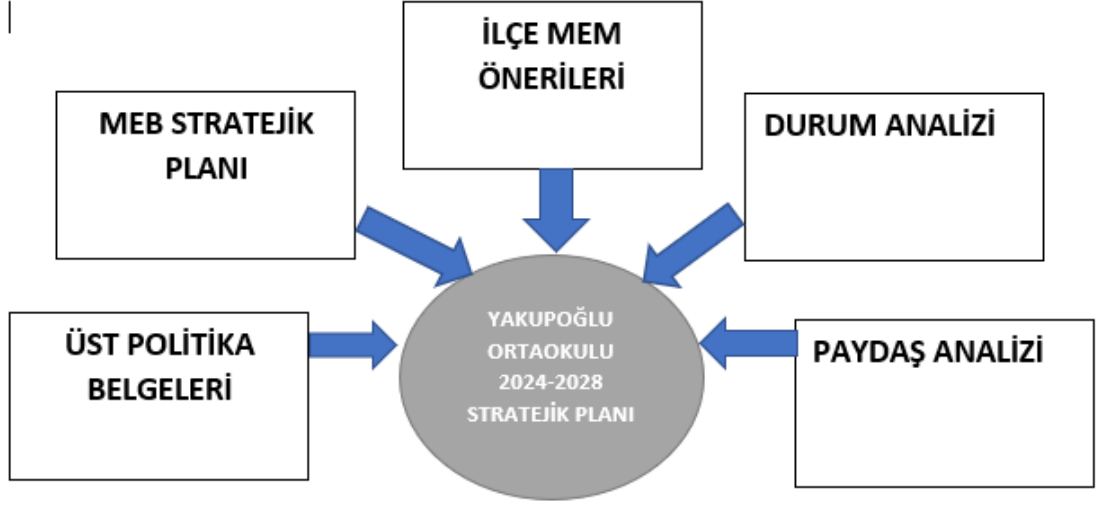 İLÇE MEM
ÖNERİLERİ
MEB STRATEJİK
PLANI
DURUM ANALİZİ
ÜST POLİTİKA
BELGELERİ
YAKUPOĞLU
ORTAOKULU
2024-2028
STRATEJİK PLANI
PAYDAŞ ANALİZİ